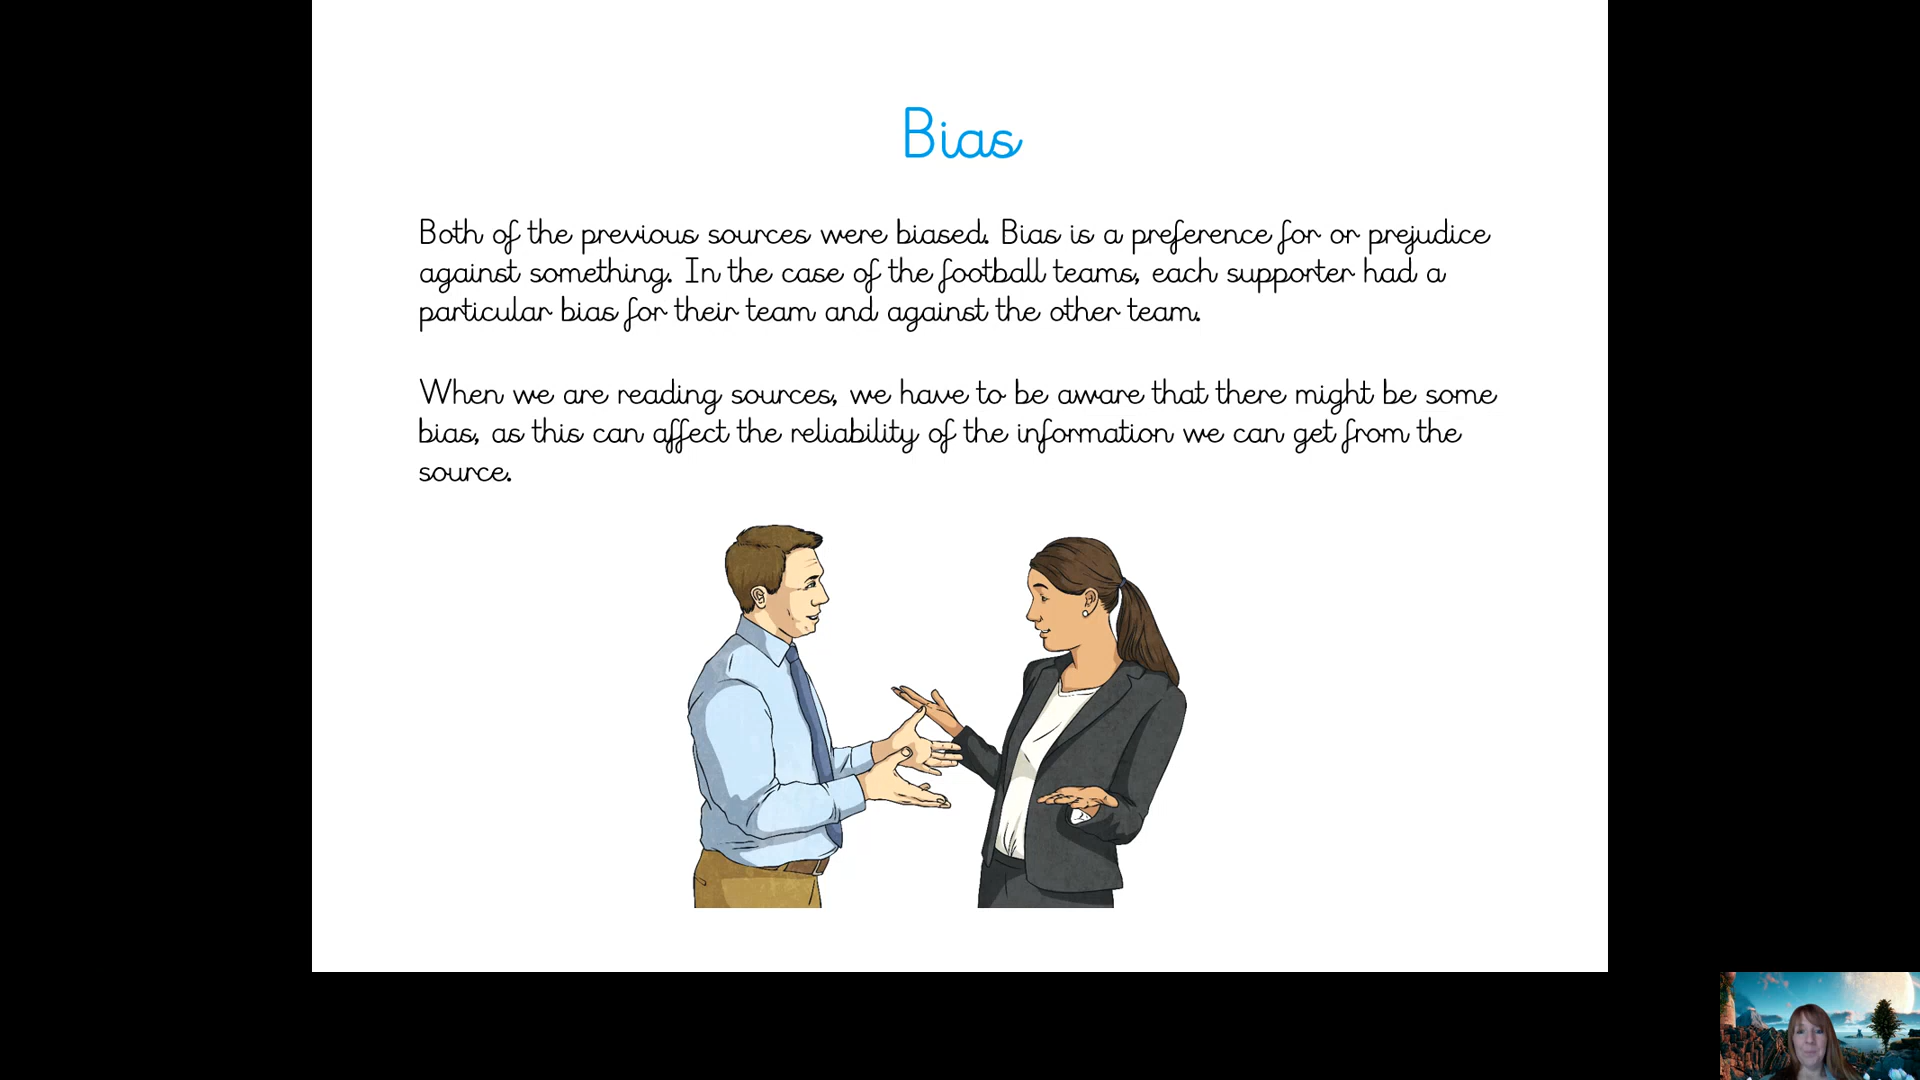 Bias
Both of the previous sources were biased. Bias is a preference for or prejudice
against something. In the case of the football teams, each supporter had a
particular bias for their team and against the other team.
When we are reading sources, we have to be aware that there might be some
bias, as this can affect the reliability of the information we can get from the
source.